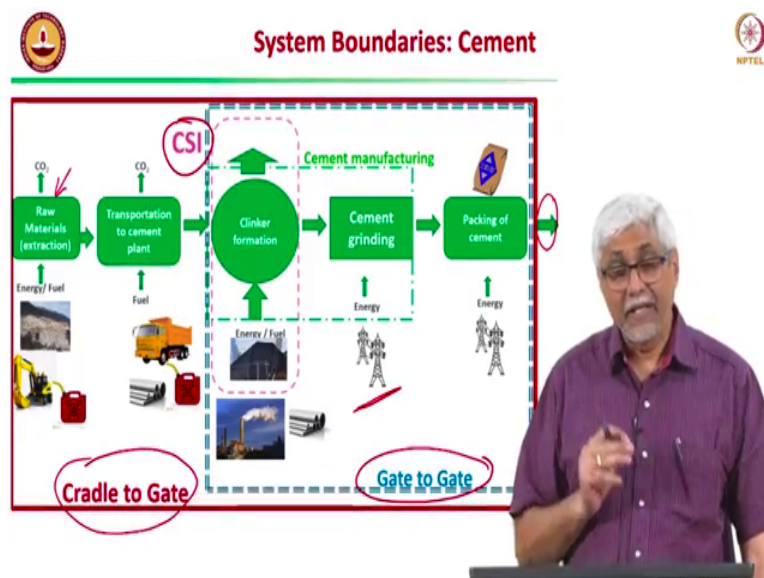 System Boundaries: Cement
NPTEL
CSI
Cement manufacturing
CO₂
CO₂
Raw
Materials
(extraction)
Transportation
to cement
plant
Clinker
formation
Cement
grinding
Packing of
cement
Energy/ Fuel
Fuel
Energy / Fuel
Energy
Energy
Cradle to Gate
Gate to Gate